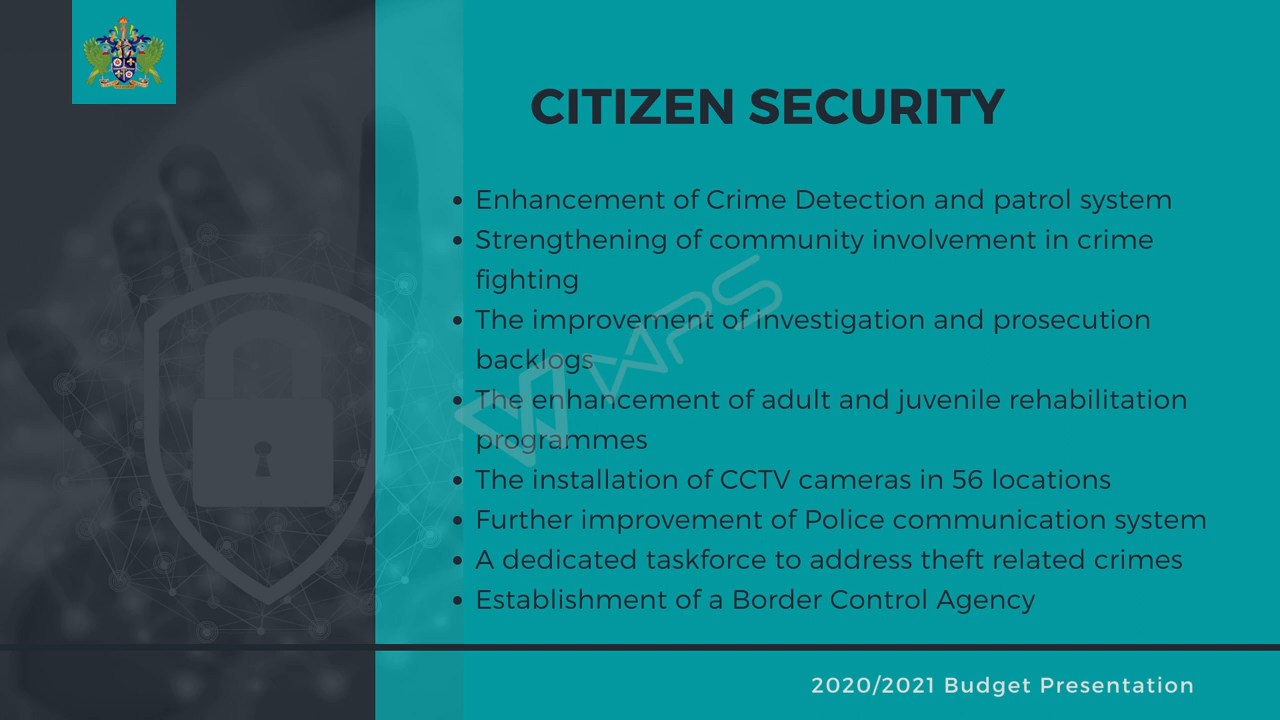 CITIZEN SECURITY
• Enhancement of Crime Detection and patrol system
• Strengthening of community involvement in crime
fighting
• The improvement of investigation and prosecution
backlogs
• The enhancement of adult and juvenile rehabilitation
programmes
• The installation of CCTV cameras in 56 locations
• Further improvement of Police communication system
• A dedicated taskforce to address theft related crimes
• Establishment of a Border Control Agency
WPS
2020/2021 Budget Presentation